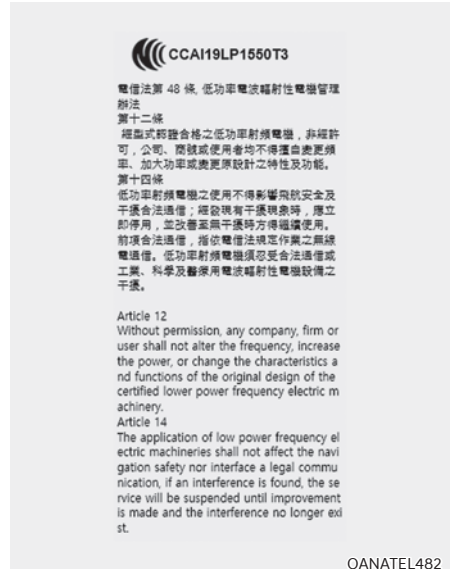 CCAI19LP1550T3
電信法第 48 條, 低功率電波輻射性電機管理
辦法
第十二條
經型式認證合格之低功率射頻電機，非經許
可，公司、商號或使用者均不得擅自變更頻
率、加大功率或變更原設計之特性及功能。
第十四條
低功率射頻電機之使用不得影響飛航安全及
干擾合法通信；經發現有干擾現象時，應立
即停用，並改善至無干擾時方得繼續使用。
前項合法通信，指依電信法規定作業之無線
電通信。低功率射頻電機須忍受合法通信或
工業、科學及醫療用電波輻射性電機設備之
干擾。
Article 12
Without permission, any company, firm or
user shall not alter the frequency, increase
the power, or change the characteristics a
nd functions of the original design of the
certified lower power frequency electric m
achinery.
Article 14
The application of low power frequency el
ectric machineries shall not affect the navi
gation safety nor interface a legal commu
nication, if an interference is found, the se
rvice will be suspended until improvement
is made and the interference no longer exi
st.
OANATEL482